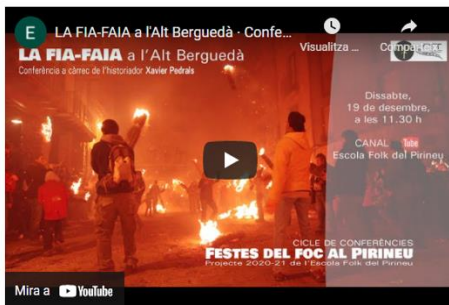 E
LA FIA-FAIA a l'Alt Berguedà · Confe...
Visualitza ...
LA FIA-FAIA a l'Alt Berguedà
Conferència a càrrec de l'historiador Xavier Pedrals
Dissabte,
19 de desembre,
a les 11.30 h
CANAL Tube
Escola Folk del Pirineu
CICLE DE CONFERÈNCIES
FESTES DEL FOC AL PIRINEU
Projecte 2020-21 de l'Escola Folk del Pirineu
Mira a YouTube